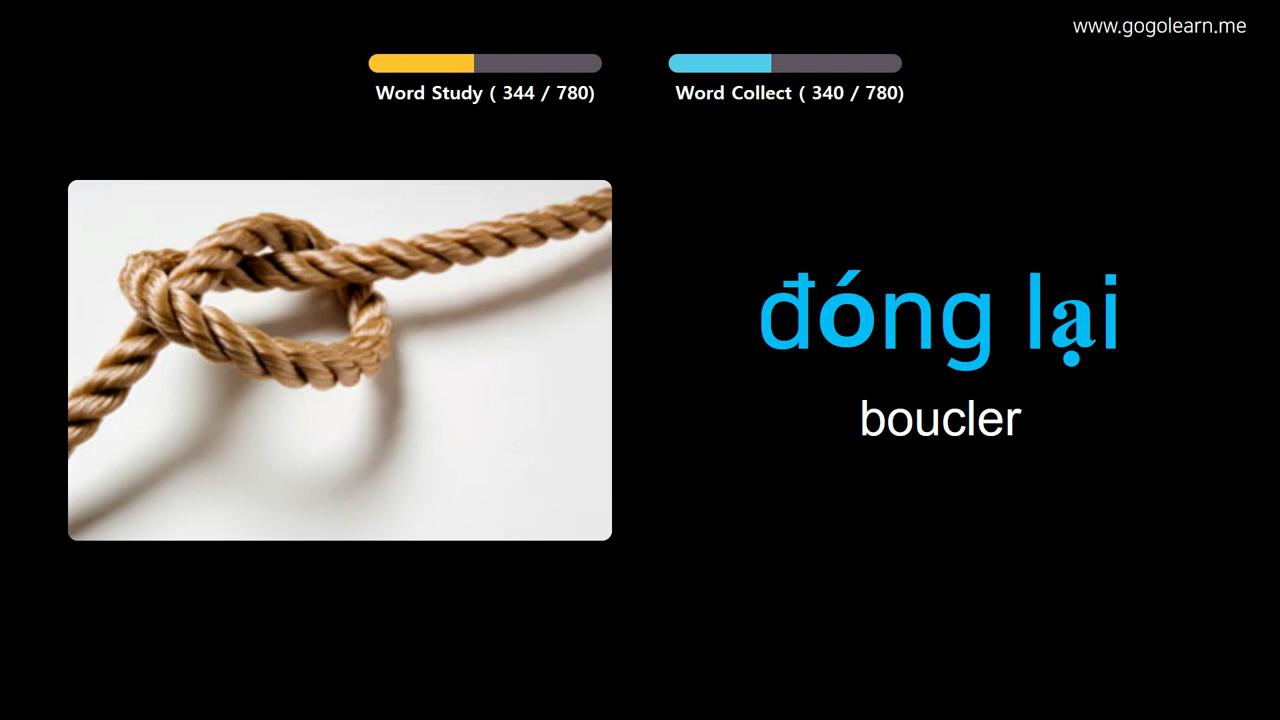 www.gogolearn.me
Word Study ( 344 / 780)
Word Collect ( 340 / 780)
đóng lại
boucler